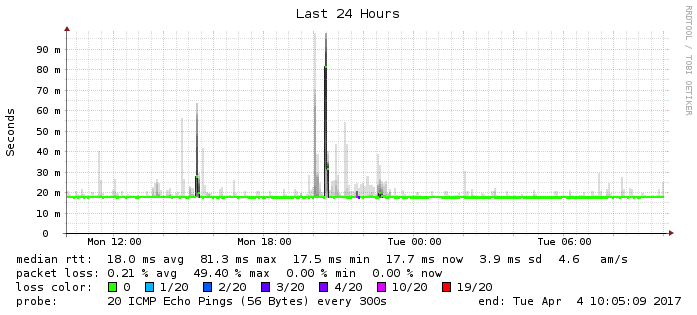 Last 24 Hours
RRDTOOL / TOBI OETIKER
Seconds
90 m
80 m
70 m
60 m
50 m
40 m
30 m
20 m
10 m
0
Mon 12:00 Mon 18:00 Tue 00:00 Tue 06:00
median rtt: 18.0 ms avg 81.3 ms max 17.5 ms min 17.7 ms now 3.9 ms sd 4.6 am/s
packet loss: 0.21 % avg 49.40 % max 0.00 % min 0.00 % now
loss color: 0 1/20 2/20 3/20 4/20 10/20 19/20
probe: 20 ICMP Echo Pings (56 Bytes) every 300s end: Tue Apr 4 10:05:09 2017